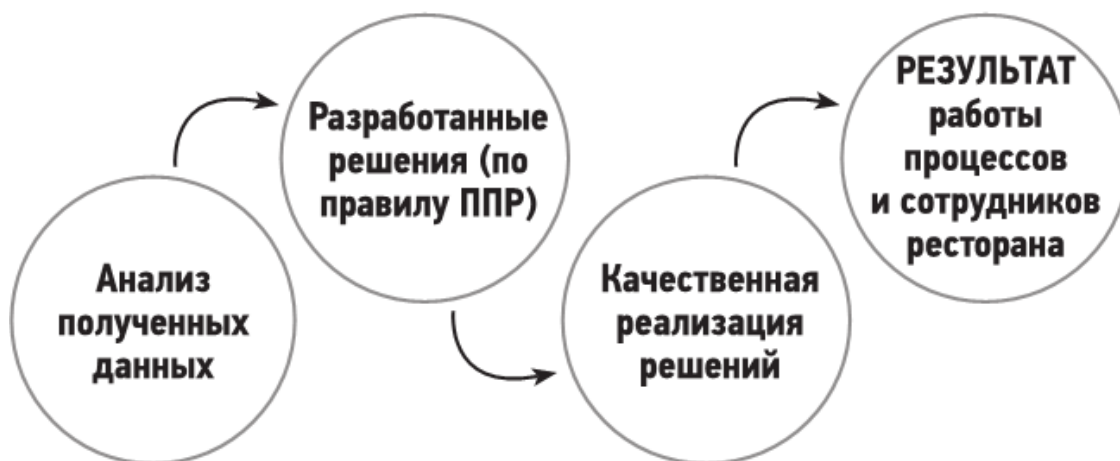 Анализ
полученных
данных
Разработанные
решения (по
правилу ППР)
Качественная
реализация
решений
РЕЗУЛЬТАТ
работы
процессов
и сотрудников
ресторана